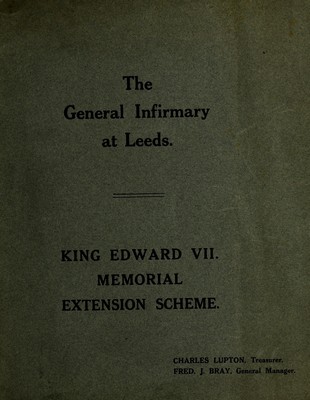 The
General Infirmary
at Leeds.
KING EDWARD VII.
MEMORIAL
EXTENSION SCHEME.
CHARLES LUPTON, Treasurer.
FRED. J. BRAY, General Manager.